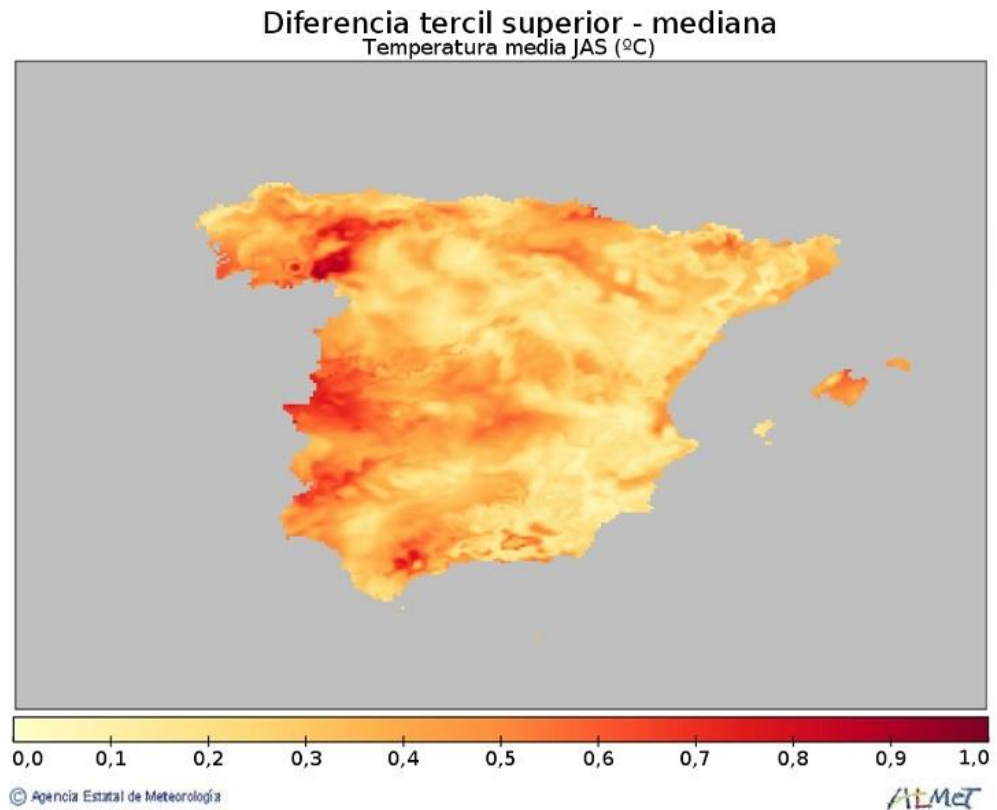 Diferencia tercil superior - mediana
Temperatura media JAS (ºC)
0,0 0,1 0,2 0,3 0,4 0,5 0,6 0,7 0,8 0,9 1,0
© Agencia Estatal de Meteorología
AEMeT